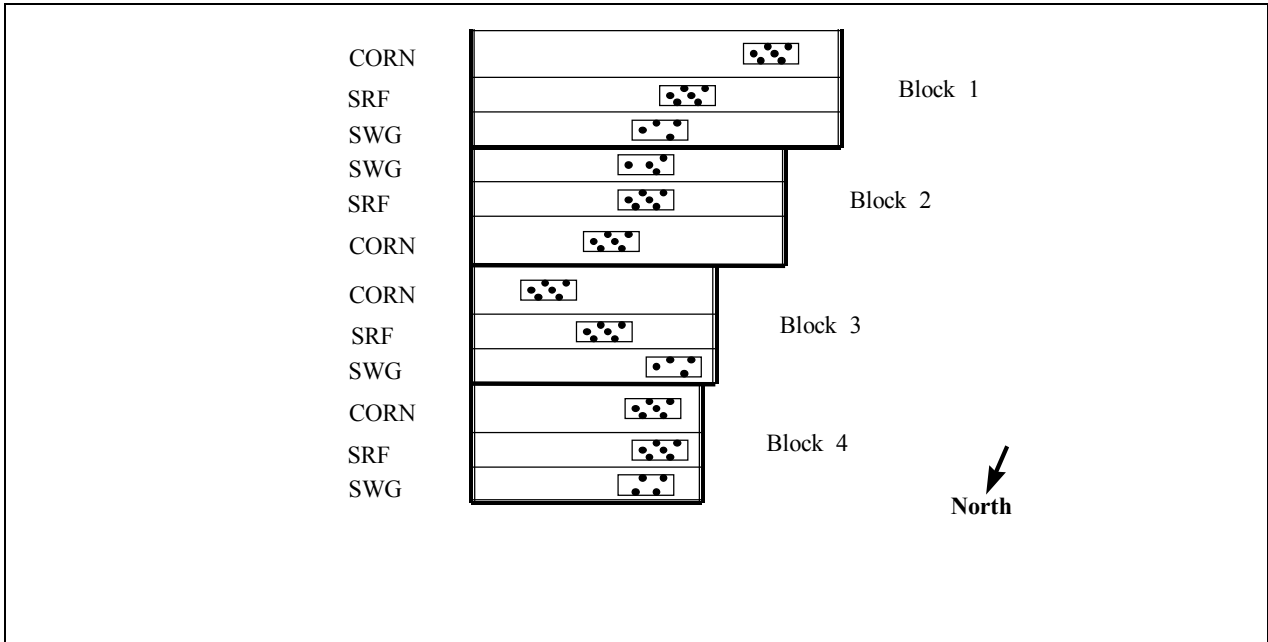 CORN
Block 1
SRF
SWG
SWG
SRF
Block 2
CORN
CORN
Block 3
SRF
SWG
CORN
Block 4
SRF
SWG
North